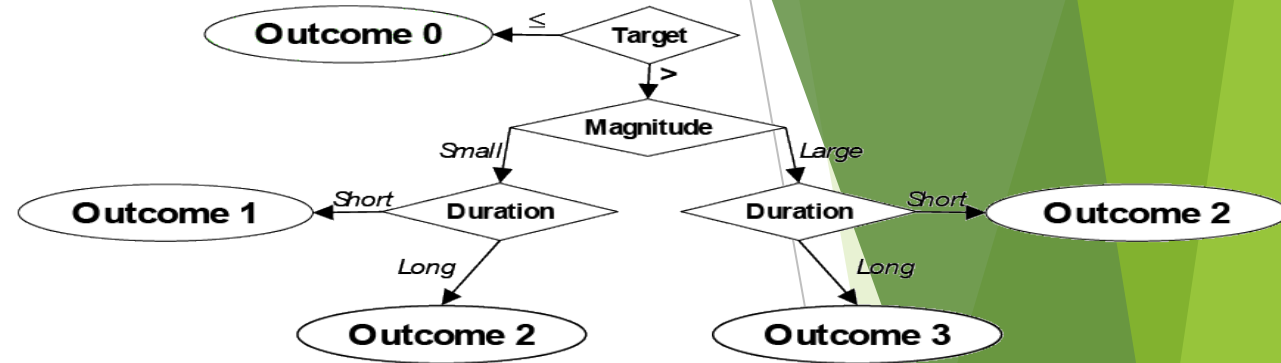 Outcome 0
≤
Target
>
Magnitude
Small
Large
Outcome 1
Short
Duration
Duration
Short
Outcome 2
Long
Long
Outcome 2
Outcome 3